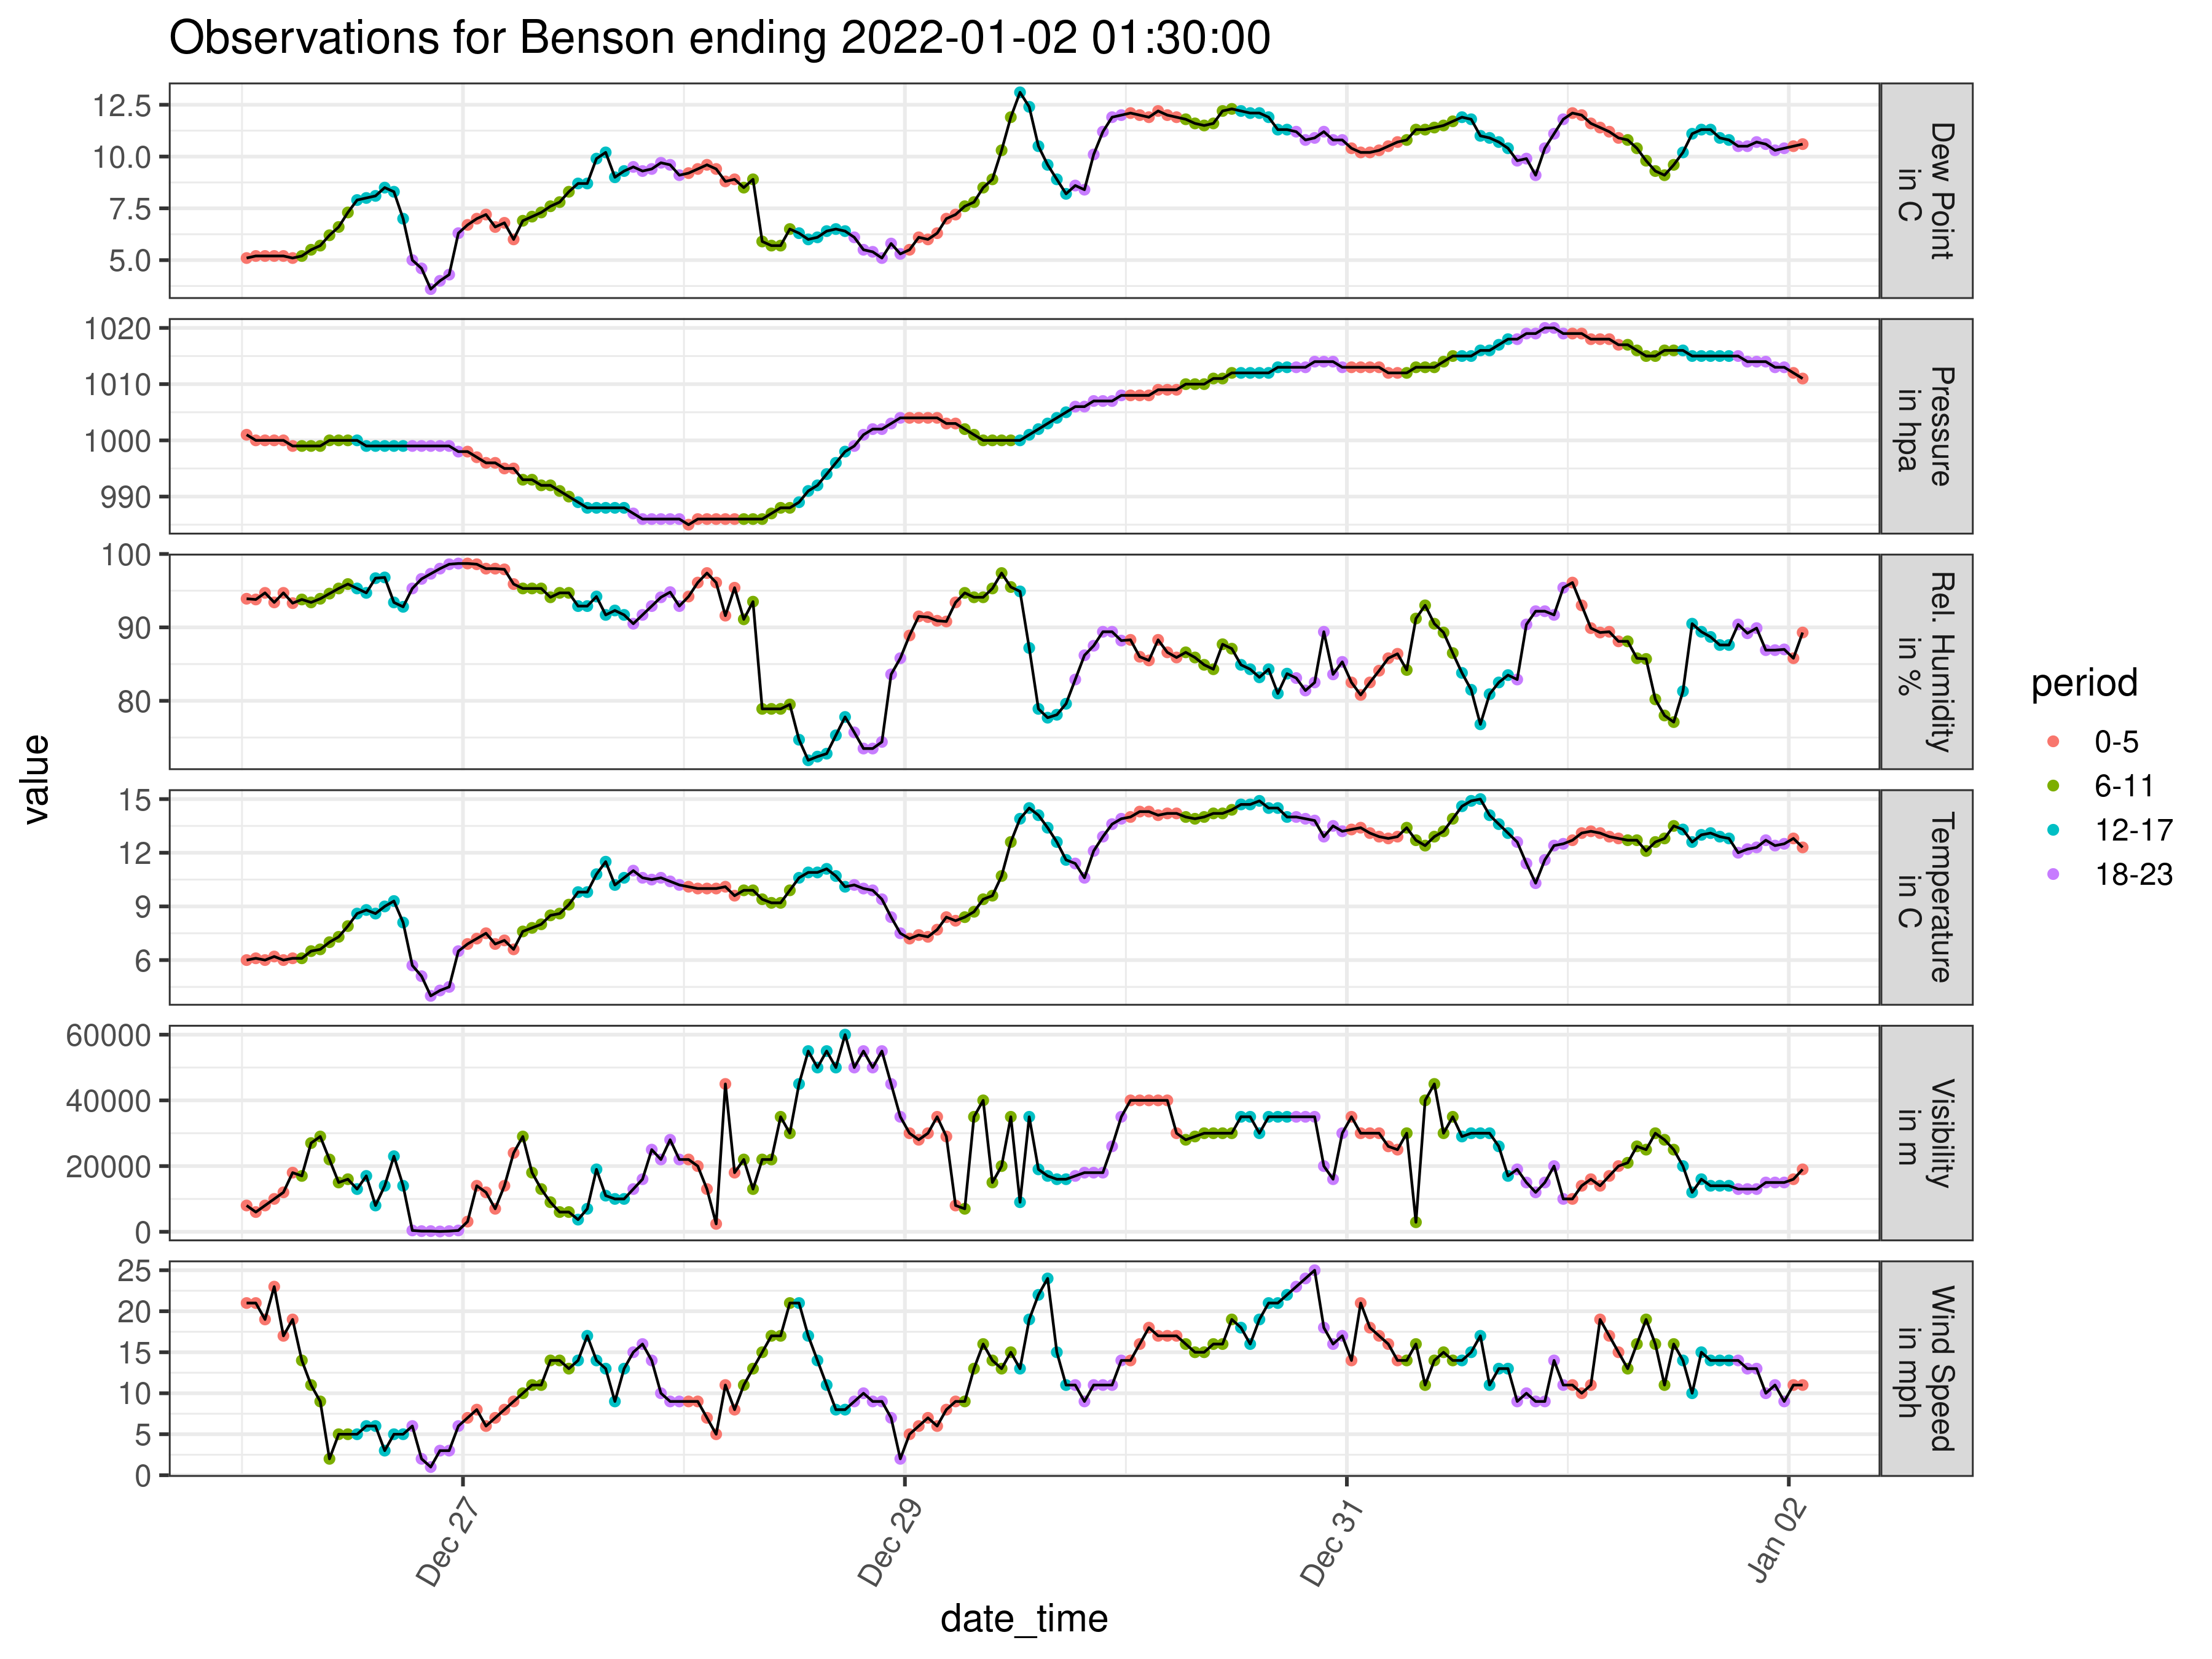 Observations for Benson ending 2022-01-02 01:30:00
value
12.5
10.0
7.5
5.0
Dew Point
in C
1020
1010
1000
990
Pressure
in hpa
100
90
80
Rel. Humidity
in %
15
12
9
6
Temperature
in C
60000
40000
20000
0
Visibility
in m
25
20
15
10
5
0
Wind Speed
in mph
Dec 27
Dec 29
Dec 31
Jan 02
date_time
period
0-5
6-11
12-17
18-23